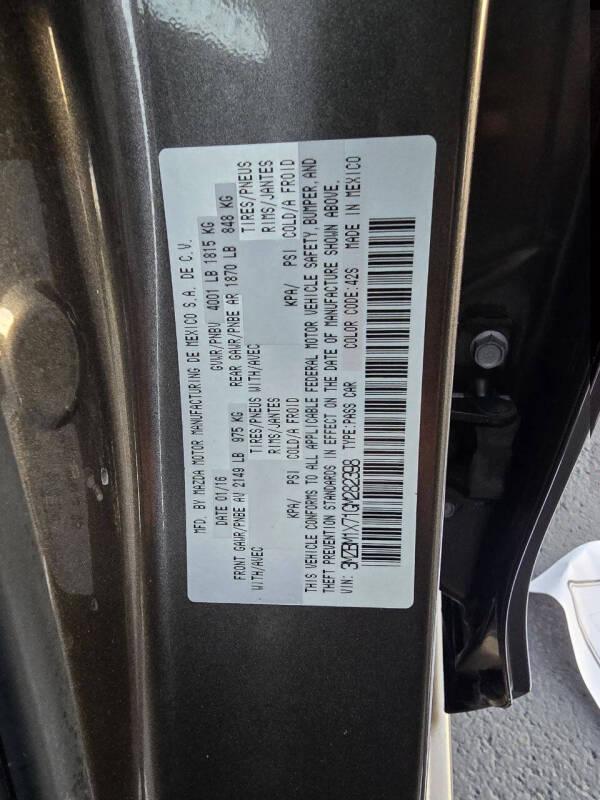 MFD. BY MAZDA MOTOR MANUFACTURING DE MEXICO S.A. DE C.V.
DATE 01/16 GVWR/PNBV 4001 LB 1815 KG
FRONT GAWR/PNBE AV 2149 LB 975 KG REAR GAWR/PNBE AR 1870 LB 848 KG
WITH/AVEC TIRES/PNEUS WITH/AVEC TIRES/PNEUS
RIMS/JANTES RIMS/JANTES
KPA/ PSI COLD/A FROID KPA/ PSI COLD/A FROID
THIS VEHICLE CONFORMS TO ALL APPLICABLE FEDERAL MOTOR VEHICLE SAFETY, BUMPER, AND
THEFT PREVENTION STANDARDS IN EFFECT ON THE DATE OF MANUFACTURE SHOWN ABOVE.
VIN: 3MZBM1X71GM282398 TYPE:PASS CAR COLOR CODE:42S MADE IN MEXICO